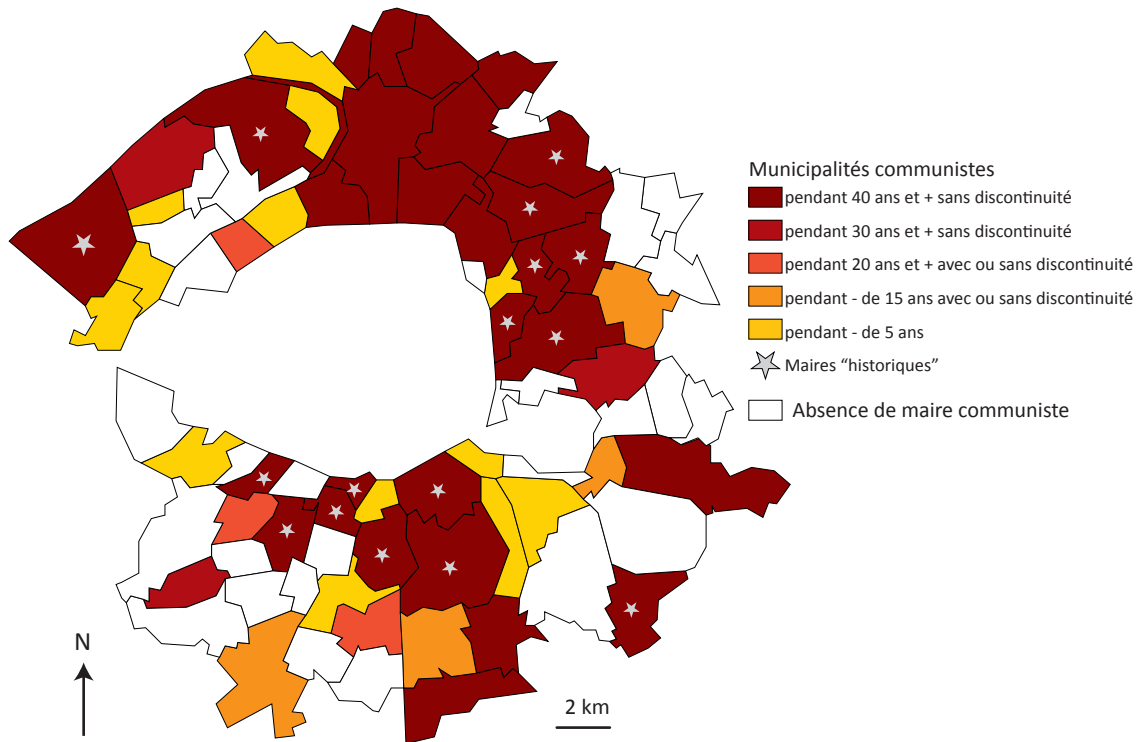 Municipalités communistes
pendant 40 ans et + sans discontinuité
pendant 30 ans et + sans discontinuité
pendant 20 ans et + avec ou sans discontinuité
pendant - de 15 ans avec ou sans discontinuité
pendant - de 5 ans
Maires “historiques”
Absence de maire communiste
N
2 km